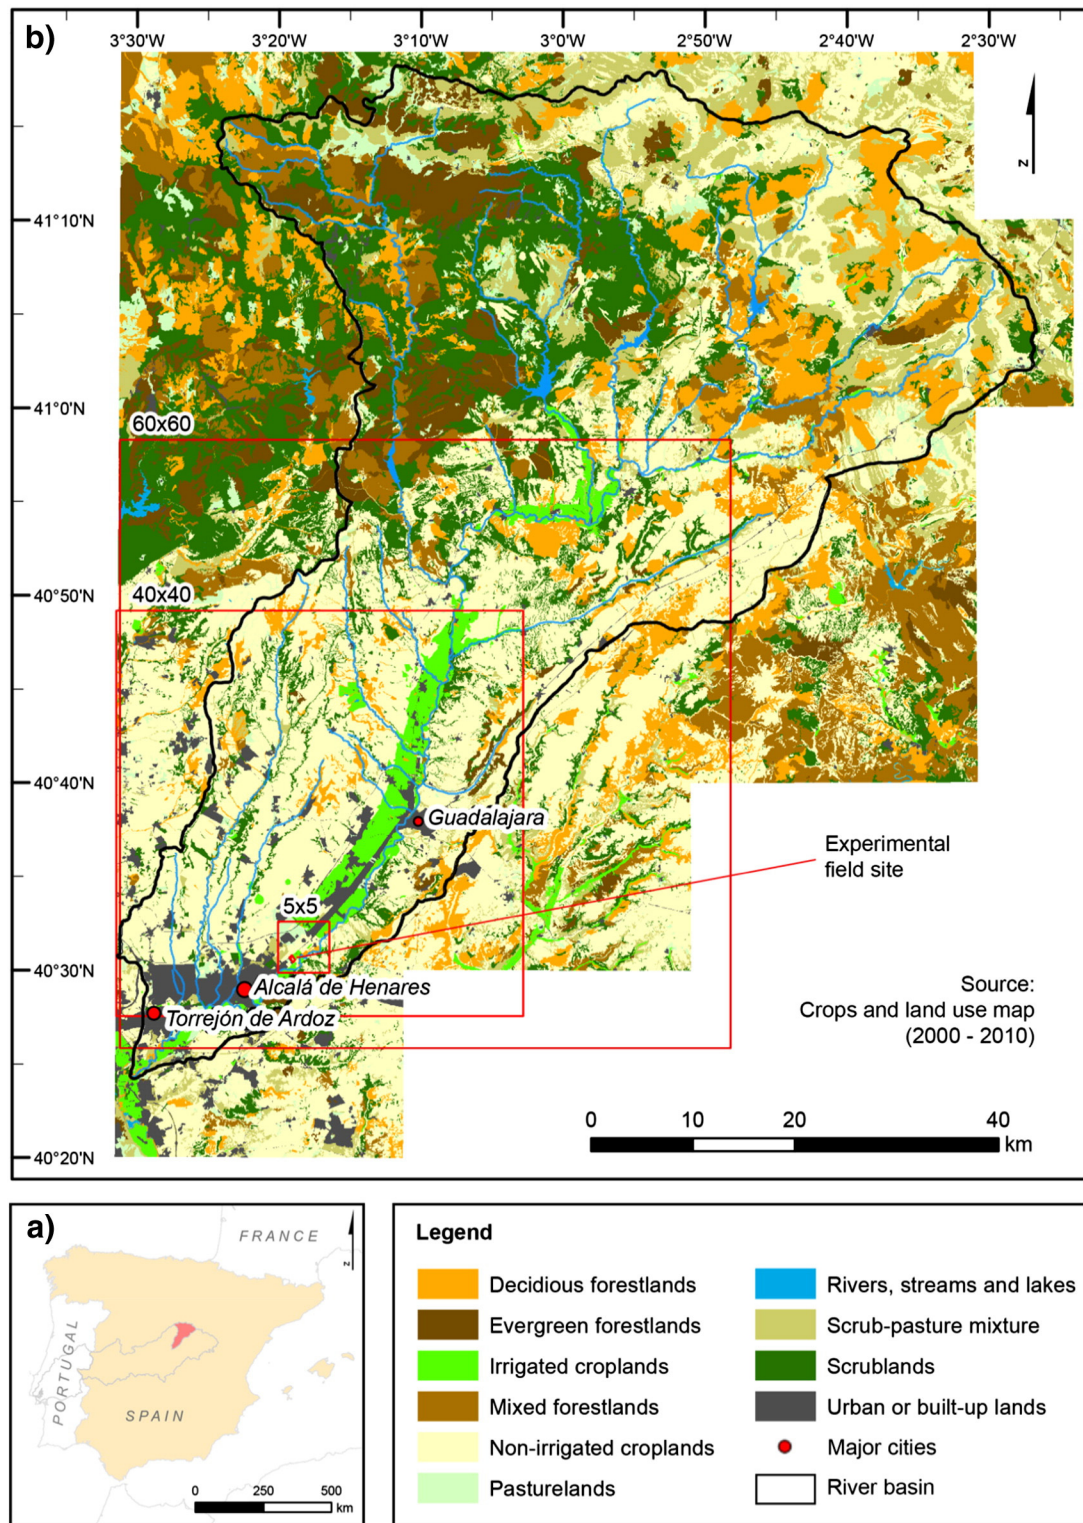 b)
3°30'W 3°20'W 3°10'W 3°0'W 2°50'W 2°40'W 2°30'W
N
41°10'N
41°0'N
60x60
40°50'N
40x40
40°40'N
Guadalajara
Experimental
field site
5x5
40°30'N
Alcalá de Henares
Torrejón de Ardoz
Source:
Crops and land use map
(2000 - 2010)
0 10 20 40
km
40°20'N
a)
FRANCE
N
PORTUGAL
SPAIN
0 250 500
km
Legend
Decidious forestlands
Evergreen forestlands
Irrigated croplands
Mixed forestlands
Non-irrigated croplands
Pasturelands
Rivers, streams and lakes
Scrub-pasture mixture
Scrublands
Urban or built-up lands
Major cities
River basin